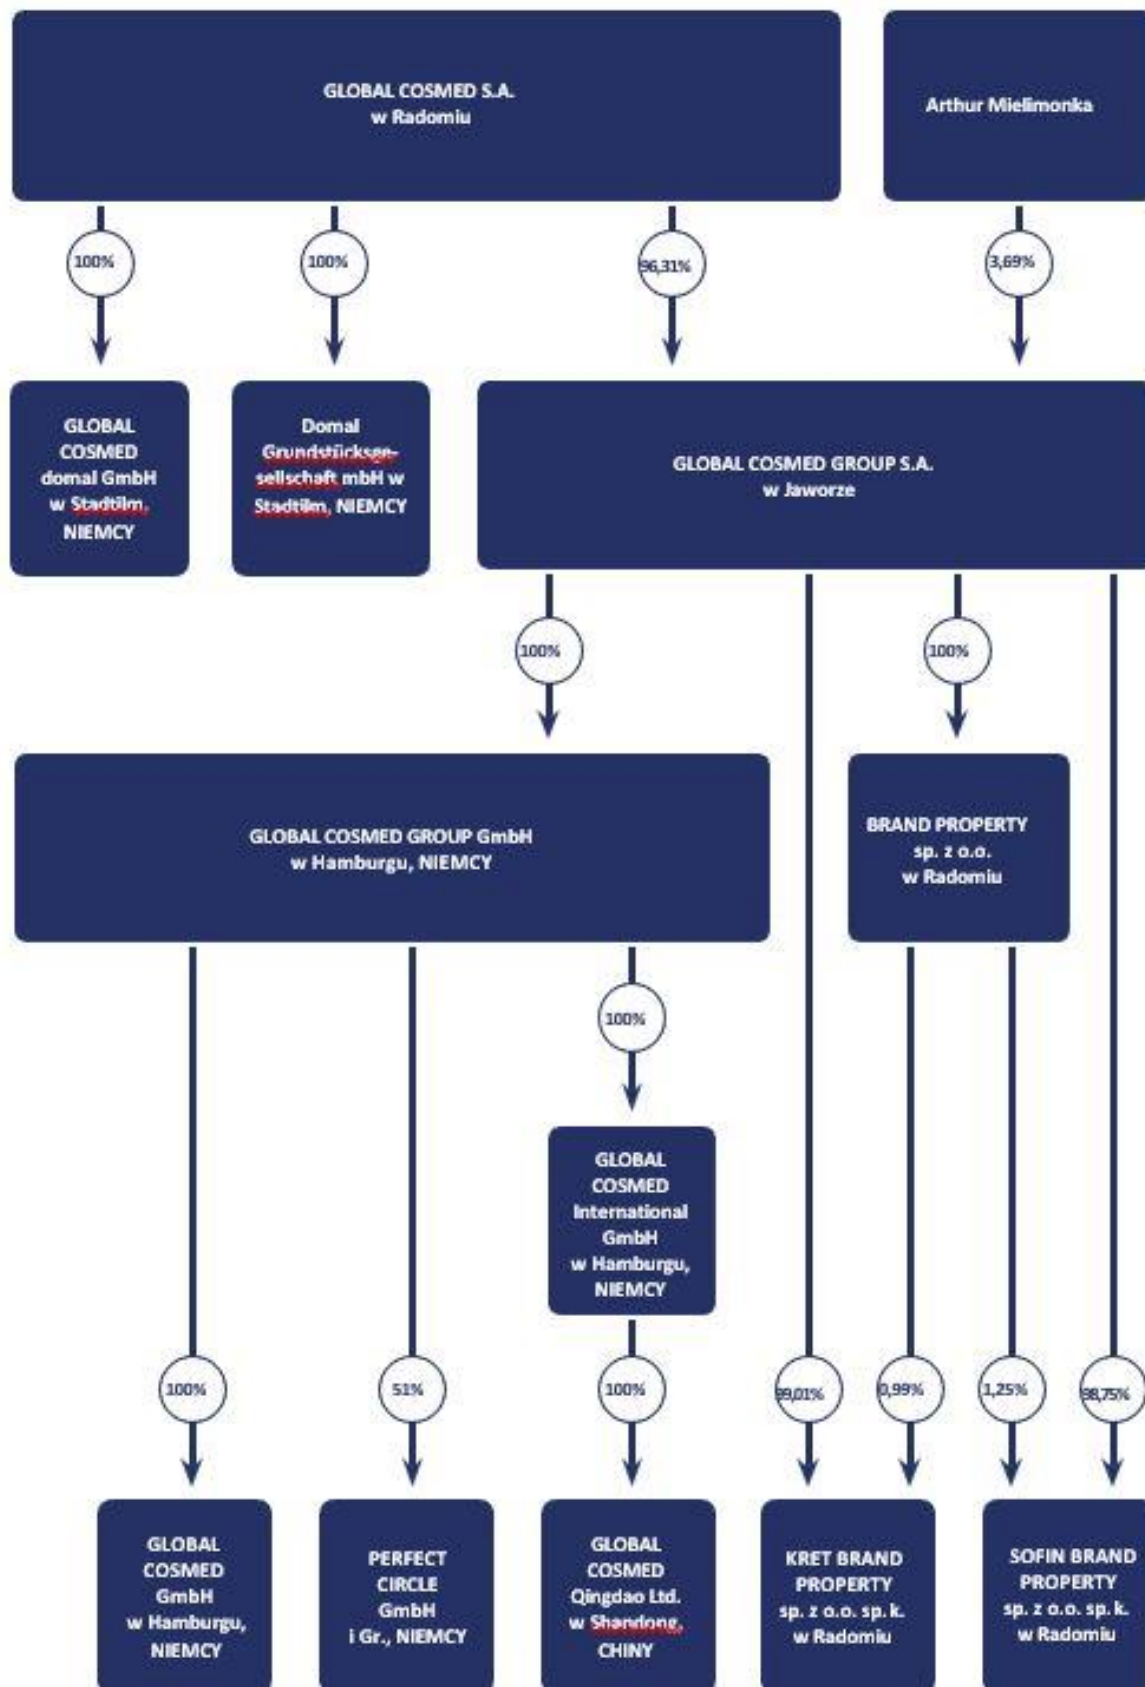 GLOBAL COSMED S.A.
w Radomiu
Arthur Mielimonka
100%
100%
96,31%
3,69%
GLOBAL
COSMED
domal GmbH
w Stadtilm,
NIEMCY
Domal
Grundstücksge-
sellschaft mbH w
Stadtilm, NIEMCY
GLOBAL COSMED GROUP S.A.
w Jaworze
100%
100%
GLOBAL COSMED GROUP GmbH
w Hamburgu, NIEMCY
BRAND PROPERTY
sp. z o.o.
w Radomiu
100%
GLOBAL
COSMED
International
GmbH
w Hamburgu,
NIEMCY
100%
51%
100%
99,01%
0,99%
1,25%
98,75%
GLOBAL
COSMED
GmbH
w Hamburgu,
NIEMCY
PERFECT
CIRCLE
GmbH
i Gr., NIEMCY
GLOBAL
COSMED
Qingdao Ltd.
w Shandong,
CHINY
KRET BRAND
PROPERTY
sp. z o.o. sp.k.
w Radomiu
SOFIN BRAND
PROPERTY
sp. z o.o. sp.k.
w Radomiu